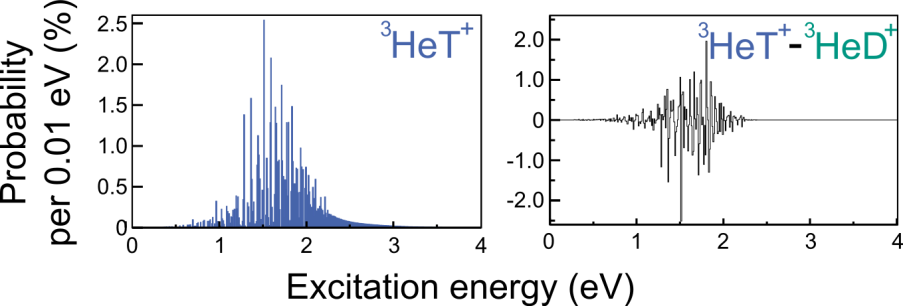 Probability
per 0.01 eV (%)
2.5
2.0
1.5
1.0
0.5
0
0 1 2 3 4
³HeT⁺
2.0
1.0
0
-1.0
-2.0
0 1 2 3 4
³HeT⁺-³HeD⁺
Excitation energy (eV)